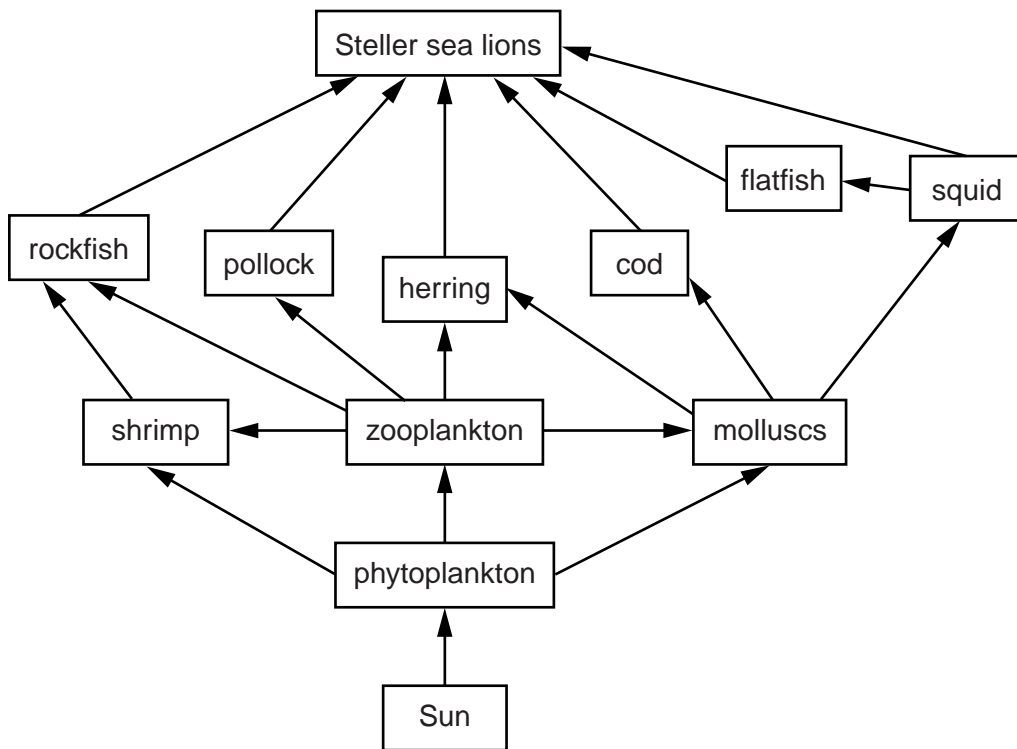 Steller sea lions
flatfish
squid
rockfish
pollock
herring
cod
shrimp
zooplankton
molluscs
phytoplankton
Sun